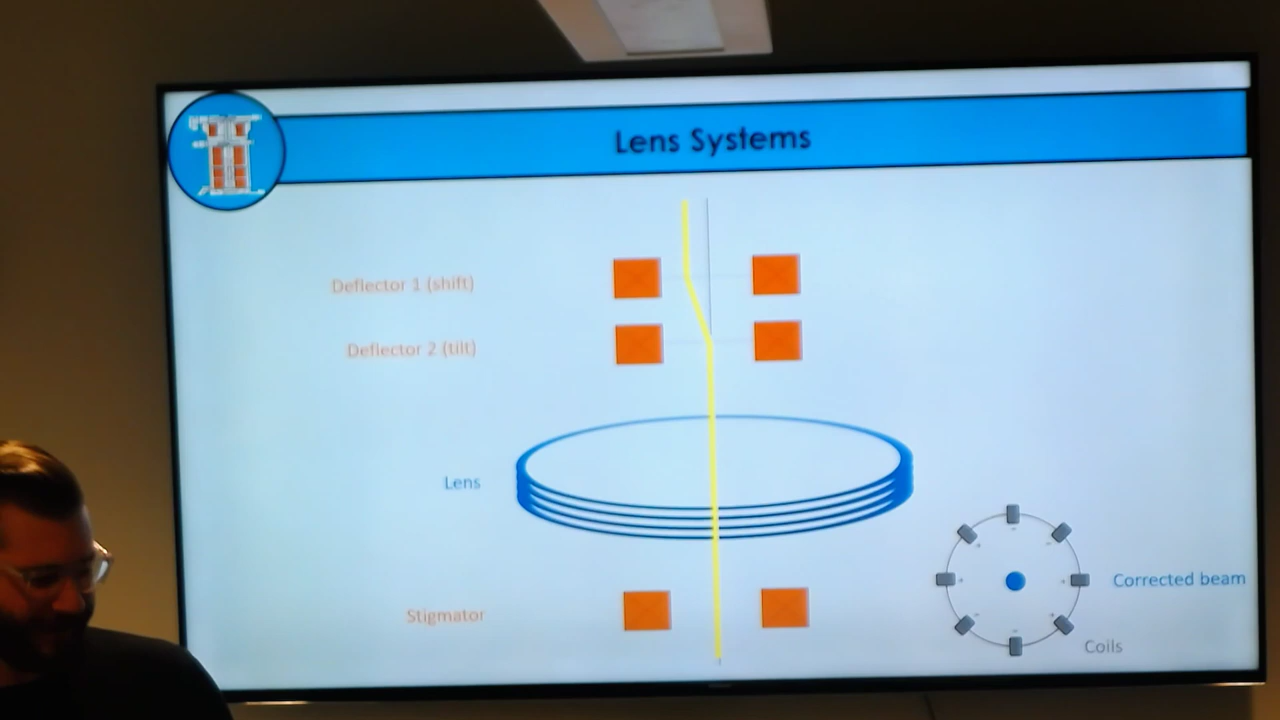 Lens Systems
Deflector 1 (shift)
Deflector 2 (tilt)
Lens
Stigmator
Corrected beam
Coils